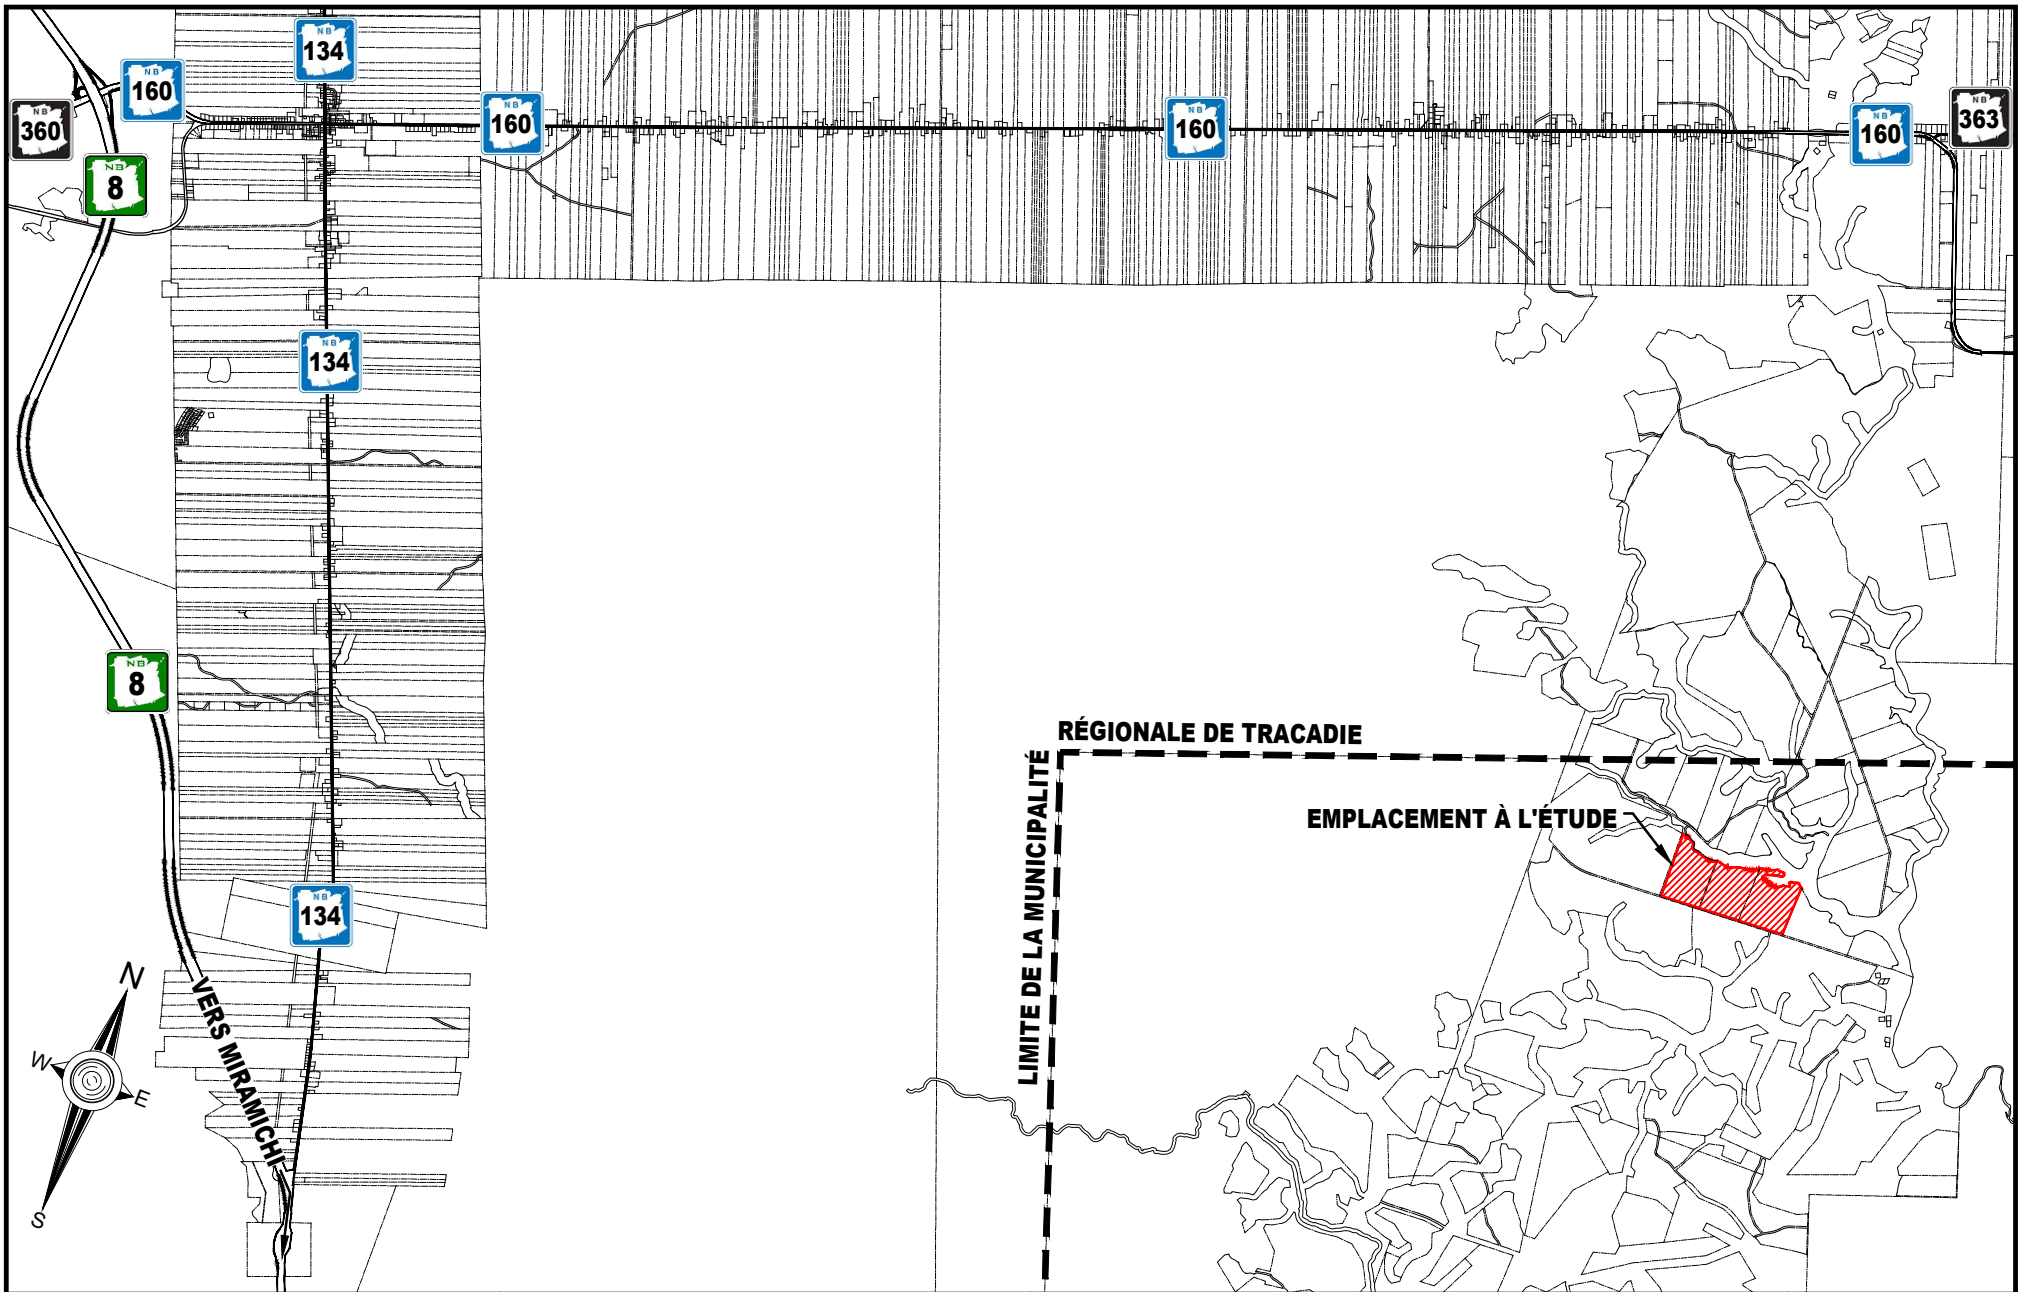 NB
134
NB
160
NB
360
NB
8
NB
160
NB
160
NB
160
NB
363
NB
134
NB
8
RÉGIONALE DE TRACADIE
LIMITE DE LA MUNICIPALITÉ
EMPLACEMENT À L'ÉTUDE
NB
134
VERS MIRAMICHI
N
W
E
S